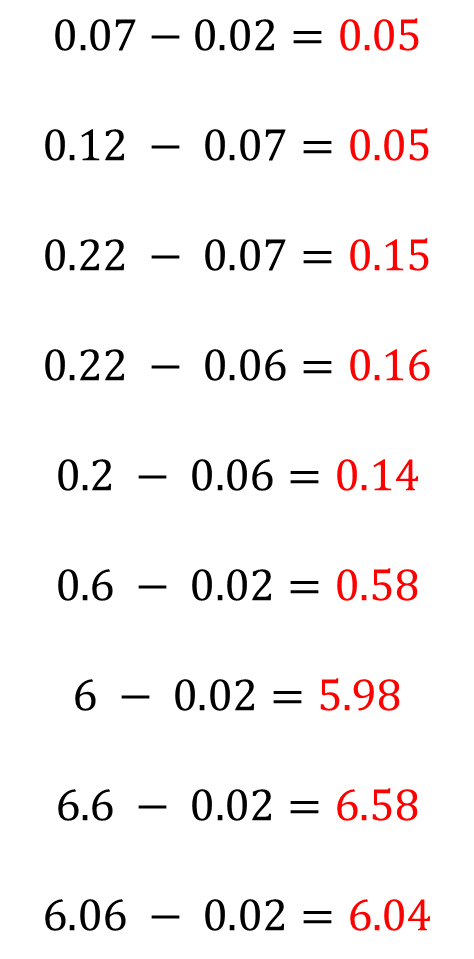 0.07 − 0.02 = 0.05
0.12 − 0.07 = 0.05
0.22 − 0.07 = 0.15
0.22 − 0.06 = 0.16
0.2 − 0.06 = 0.14
0.6 − 0.02 = 0.58
6 − 0.02 = 5.98
6.6 − 0.02 = 6.58
6.06 − 0.02 = 6.04